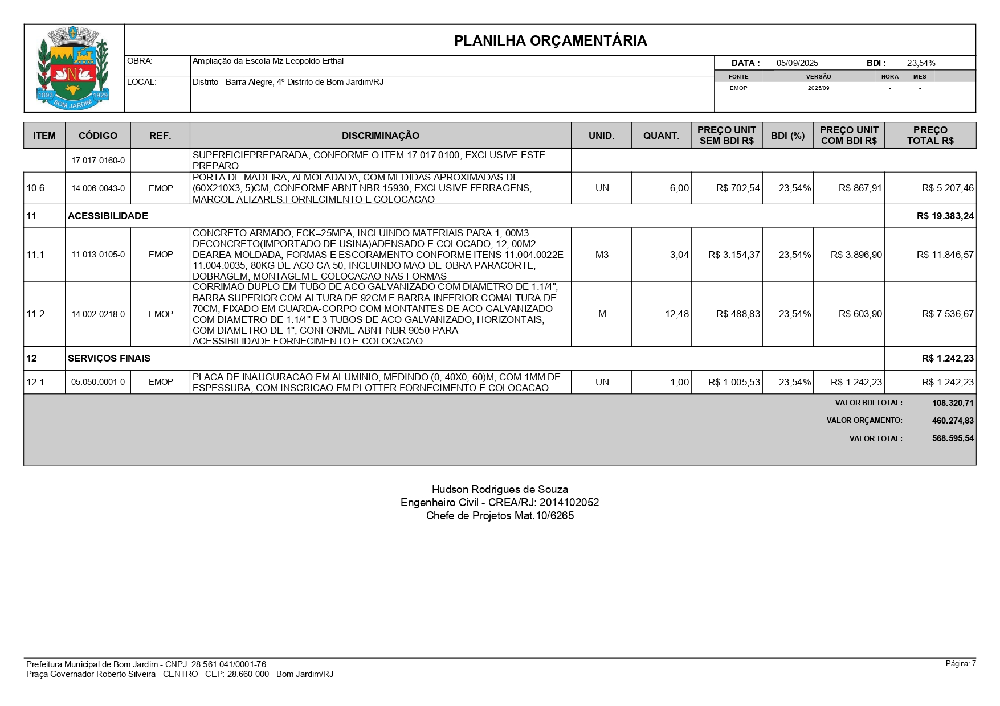 PLANILHA ORÇAMENTÁRIA
OBRA: Ampliação da Escola Mz Leopoldo Erthal
LOCAL: Distrito - Barra Alegre, 4º Distrito de Bom Jardim/RJ
DATA : 05/09/2025 BDI : 23,54%
FONTE VERSÃO HORA MES
EMOP 2025/09 - -
N
1893 1929
BOM JARDIM
ITEM CÓDIGO REF. DISCRIMINAÇÃO UNID. QUANT. PREÇO UNIT SEM BDI R$ BDI (%) PREÇO UNIT COM BDI R$ PREÇO TOTAL R$
17.017.0160-0 SUPERFICIEPREPARADA, CONFORME O ITEM 17.017.0100, EXCLUSIVE ESTE
PREPARO
10.6 14.006.0043-0 EMOP PORTA DE MADEIRA, ALMOFADADA, COM MEDIDAS APROXIMADAS DE
(60X210X3, 5)CM, CONFORME ABNT NBR 15930, EXCLUSIVE FERRAGENS,
MARCOE ALIZARES.FORNECIMENTO E COLOCACAO
UN 6,00 R$ 702,54 23,54% R$ 867,91 R$ 5.207,46
11 ACESSIBILIDADE R$ 19.383,24
11.1 11.013.0105-0 EMOP CONCRETO ARMADO, FCK=25MPA, INCLUINDO MATERIAIS PARA 1, 00M3
DECONCRETO(IMPORTADO DE USINA)ADENSADO E COLOCADO, 12, 00M2
DEAREA MOLDADA, FORMAS E ESCORAMENTO CONFORME ITENS 11.004.0022E
11.004.0035, 80KG DE ACO CA-50, INCLUINDO MAO-DE-OBRA PARACORTE,
DOBRAGEM, MONTAGEM E COLOCACAO NAS FORMAS
M3 3,04 R$ 3.154,37 23,54% R$ 3.896,90 R$ 11.846,57
11.2 14.002.0218-0 EMOP CORRIMAO DUPLO EM TUBO DE ACO GALVANIZADO COM DIAMETRO DE 1.1/4",
BARRA SUPERIOR COM ALTURA DE 92CM E BARRA INFERIOR COMALTURA DE
70CM, FIXADO EM GUARDA-CORPO COM MONTANTES DE ACO GALVANIZADO
COM DIAMETRO DE 1.1/4" E 3 TUBOS DE ACO GALVANIZADO, HORIZONTAIS,
COM DIAMETRO DE 1", CONFORME ABNT NBR 9050 PARA
ACESSIBILIDADE.FORNECIMENTO E COLOCACAO
M 12,48 R$ 488,83 23,54% R$ 603,90 R$ 7.536,67
12 SERVIÇOS FINAIS R$ 1.242,23
12.1 05.050.0001-0 EMOP PLACA DE INAUGURACAO EM ALUMINIO, MEDINDO (0, 40X0, 60)M, COM 1MM DE
ESPESSURA, COM INSCRICAO EM PLOTTER.FORNECIMENTO E COLOCACAO
UN 1,00 R$ 1.005,53 23,54% R$ 1.242,23 R$ 1.242,23
VALOR BDI TOTAL: 108.320,71
VALOR ORÇAMENTO: 460.274,83
VALOR TOTAL: 568.595,54
Hudson Rodrigues de Souza
Engenheiro Civil - CREA/RJ: 2014102052
Chefe de Projetos Mat.10/6265
Prefeitura Municipal de Bom Jardim - CNPJ: 28.561.041/0001-76
Praça Governador Roberto Silveira - CENTRO - CEP: 28.660-000 - Bom Jardim/RJ
Página: 7